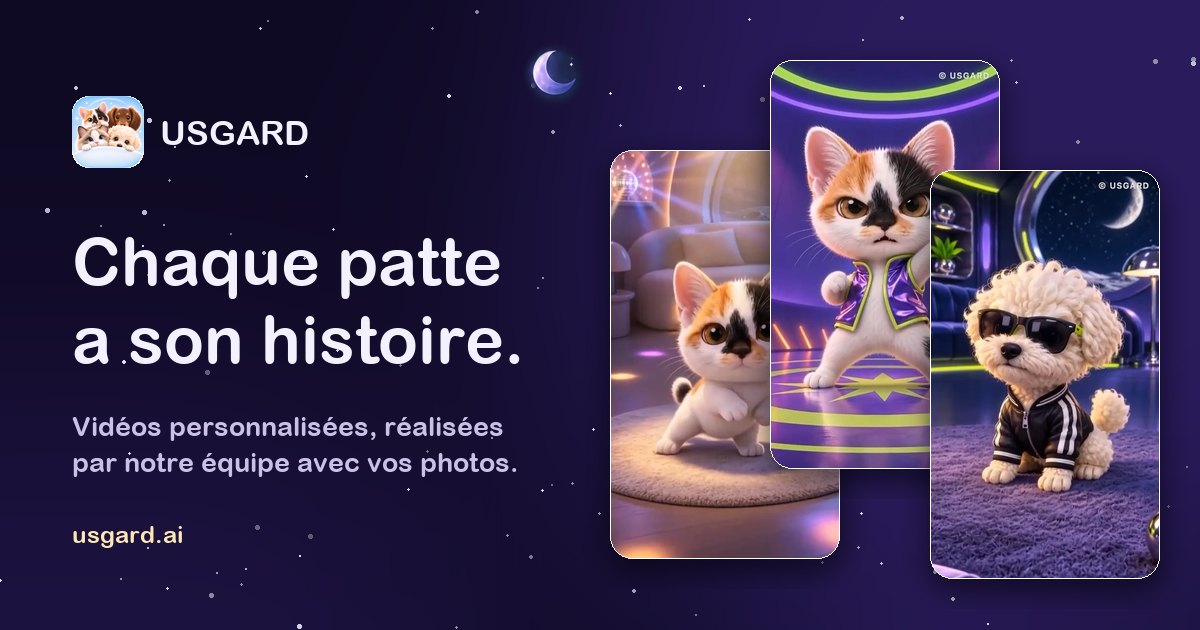 USGARD
Chaque patte
a son histoire.
Vidéos personnalisées, réalisées
par notre équipe avec vos photos.
usgard.ai
© USGARD
© USGARD